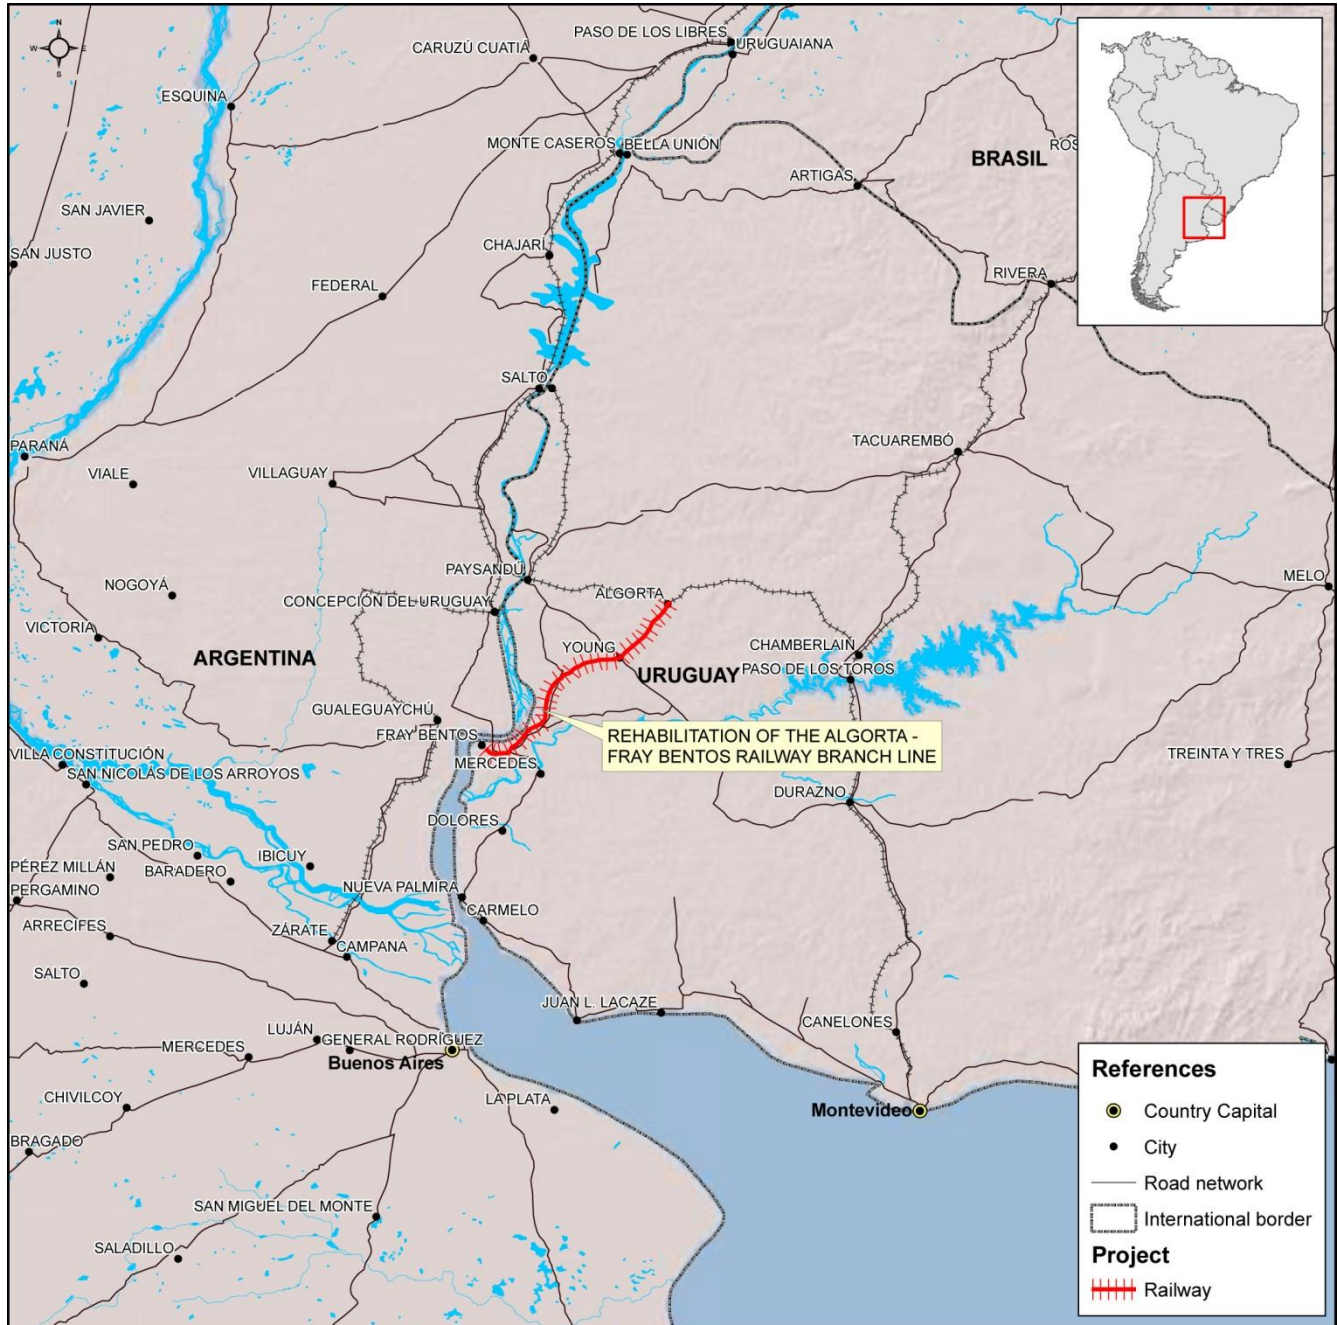 N
W
E
S
PASO DE LOS LIBRES
CARUZÚ CUATIÁ
URUGUAIANA
ESQUINA
MONTE CASEROS
BELLA UNIÓN
BRASIL
ROS
ARTIGAS
SAN JAVIER
SAN JUSTO
CHAJARÍ
FEDERAL
RIVERA
SALTO
TACUAREMBÓ
PARANÁ
VIALE
VILLAGUAY
PAYSANDÚ
MELO
NOGOYÁ
ALGORTA
CONCEPCIÓN DEL URUGUAY
VICTORIA
YOUNG
CHAMBERLAIN
ARGENTINA
URUGUAY
PASO DE LOS TOROS
GUALEGUAYCHÚ
FRAY BENTOS
REHABILITATION OF THE ALGORTA -
FRAY BENTOS RAILWAY BRANCH LINE
VILLA CONSTITUCIÓN
MERCEDES
TREINTA Y TRES
SAN NICOLÁS DE LOS ARROYOS
DURAZNO
DOLORES
SAN PEDRO
IBICUY
PÉREZ MILLÁN
BARADERO
NUEVA PALMIRA
PERGAMINO
CARMELO
ARRECIFES
ZÁRATE
CAMPANA
SALTO
JUAN L. LACAZE
CANELONES
LUJÁN
GENERAL RODRÍGUEZ
MERCEDES
Buenos Aires
CHIVILCOY
LA PLATA
Montevideo
BRAGADO
SAN MIGUEL DEL MONTE
SALADILLO
References
Country Capital
City
Road network
International border
Project
Railway